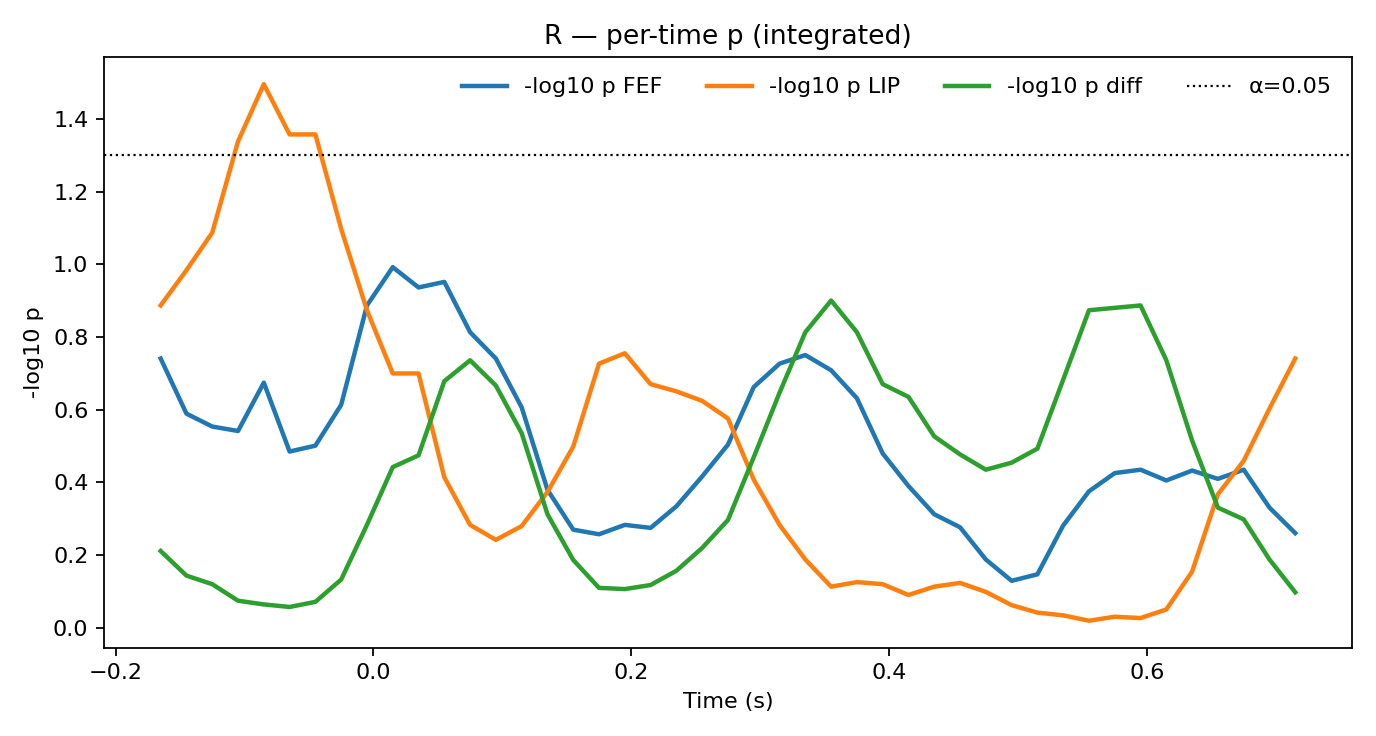 R — per-time p (integrated)
-log10 p FEF
-log10 p LIP
-log10 p diff
α=0.05
-log10 p
1.4
1.2
1.0
0.8
0.6
0.4
0.2
0.0
−0.2
0.0
0.2
0.4
0.6
Time (s)